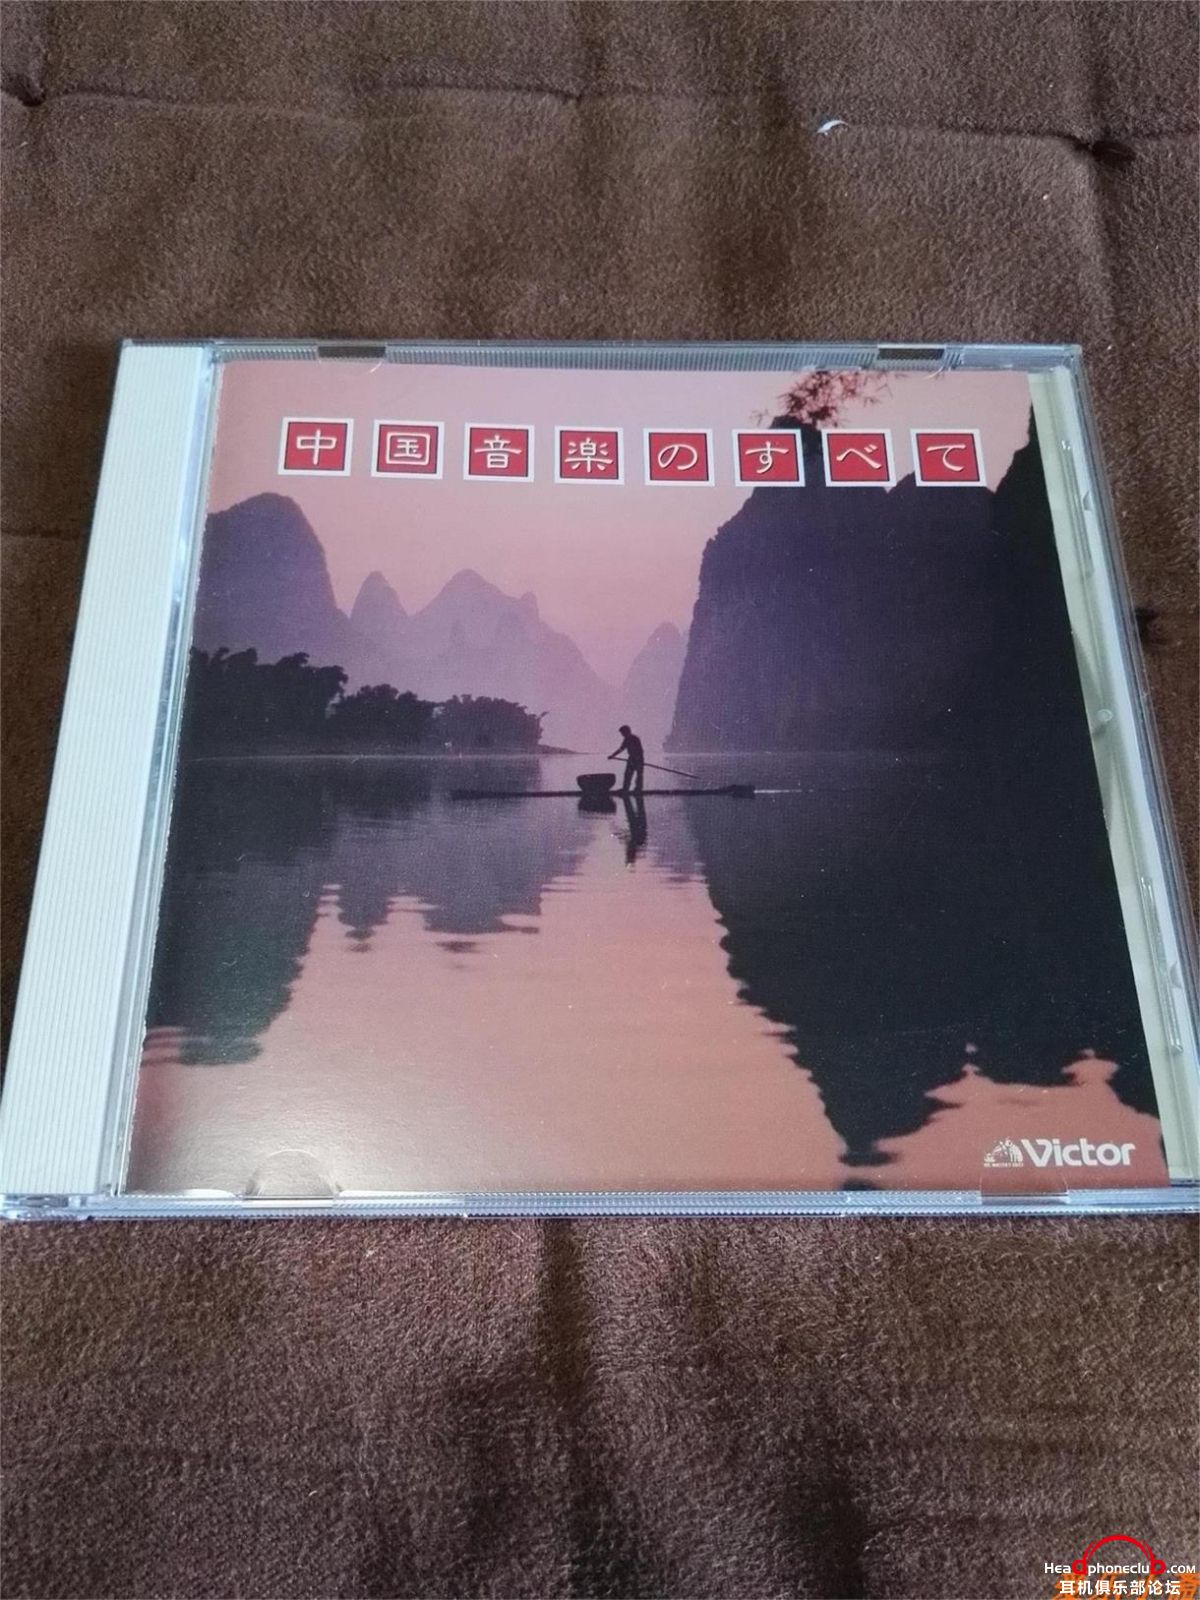 中国音楽のすべて
Victor
Headphoneclub.com
耳机俱乐部论坛